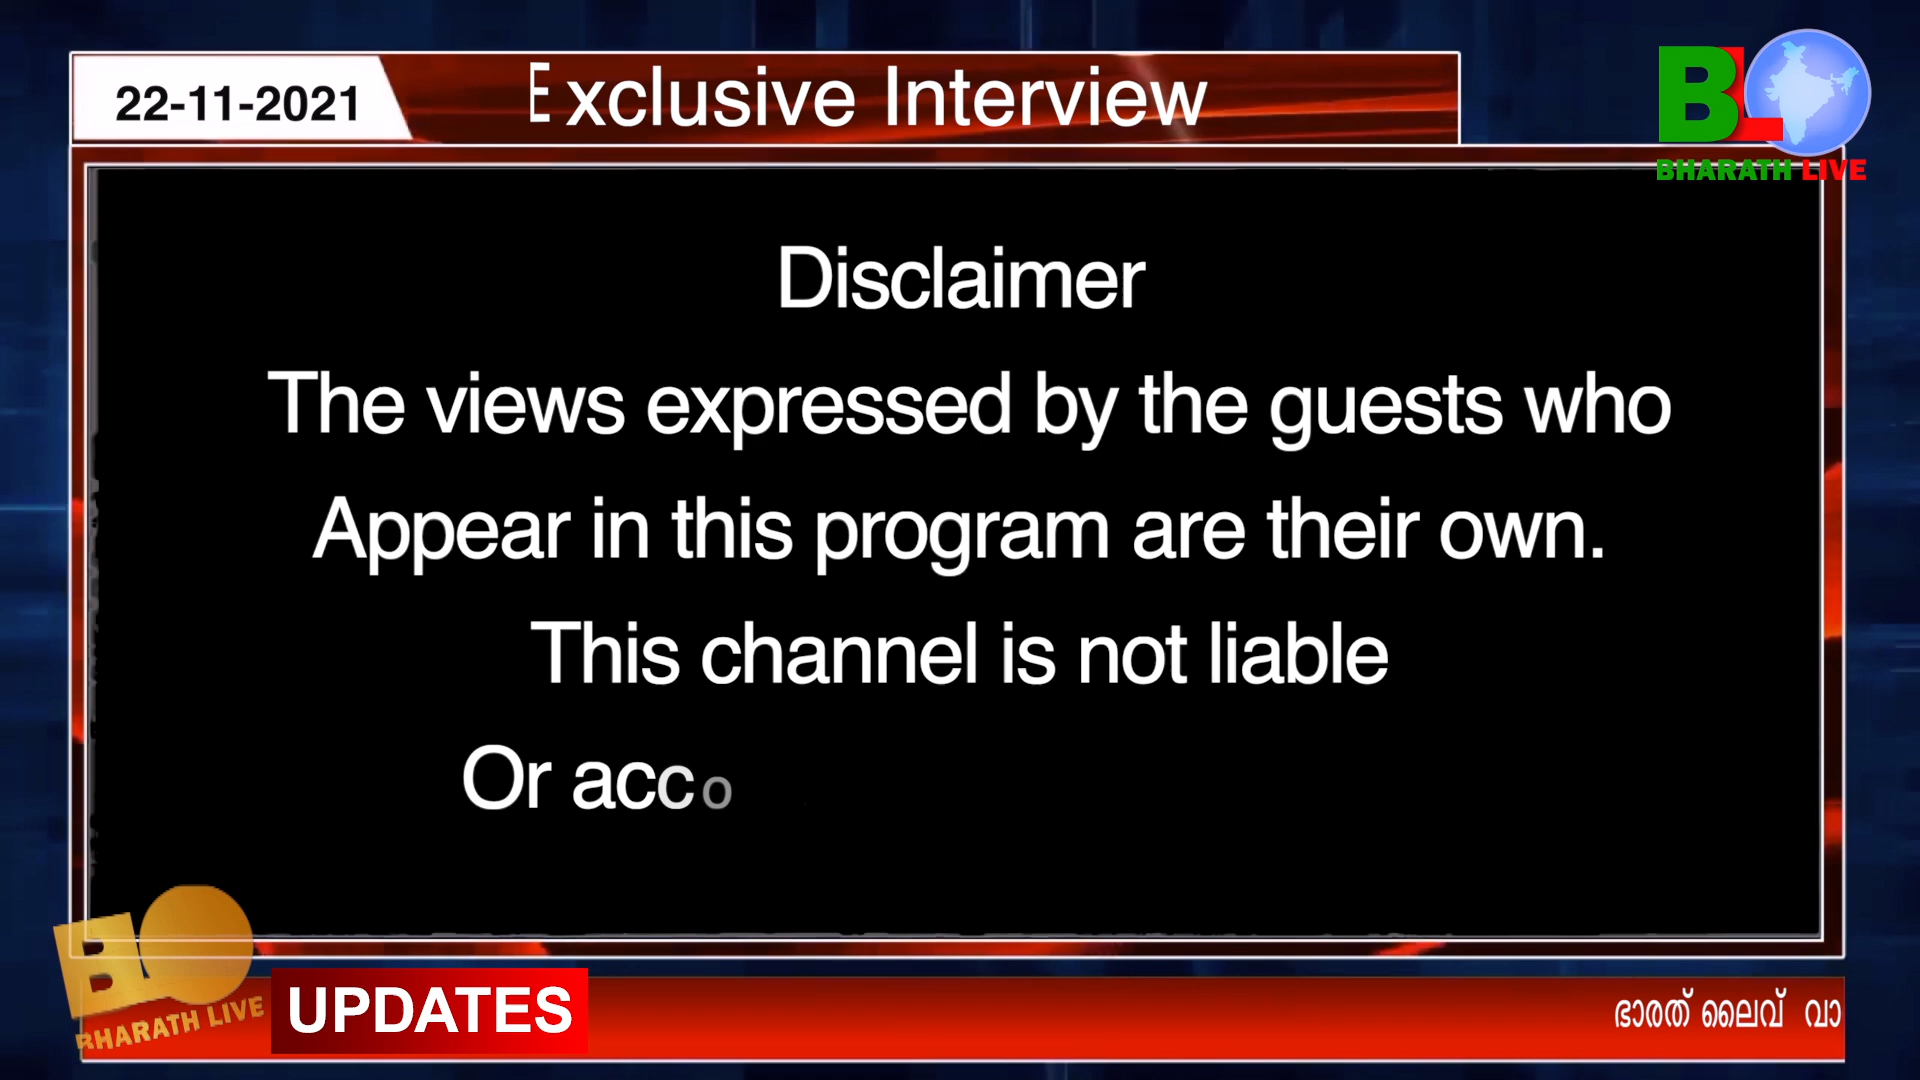 22-11-2021
Exclusive Interview
BL
BHARATH LIVE
Disclaimer
The views expressed by the guests who
Appear in this program are their own.
This channel is not liable
Or acco
B
BHARATH LIVE
UPDATES
ഭാരത് ലൈവ് വാ